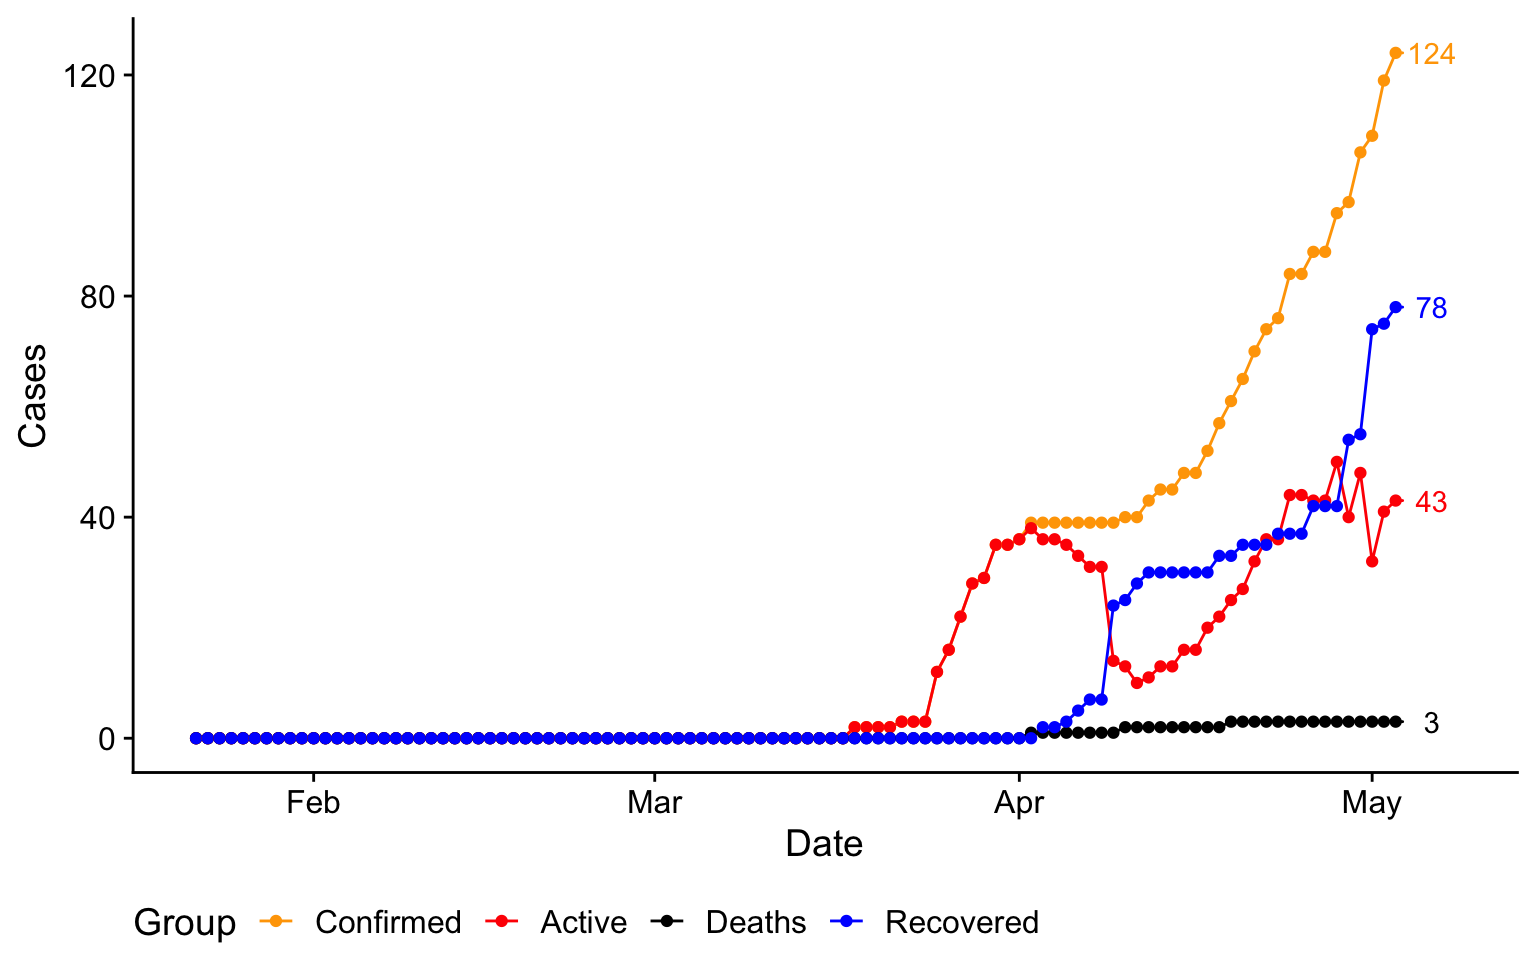 124
120
80
78
43
40
3
0
Cases
Feb Mar Apr May
Date
Group Confirmed Active Deaths Recovered